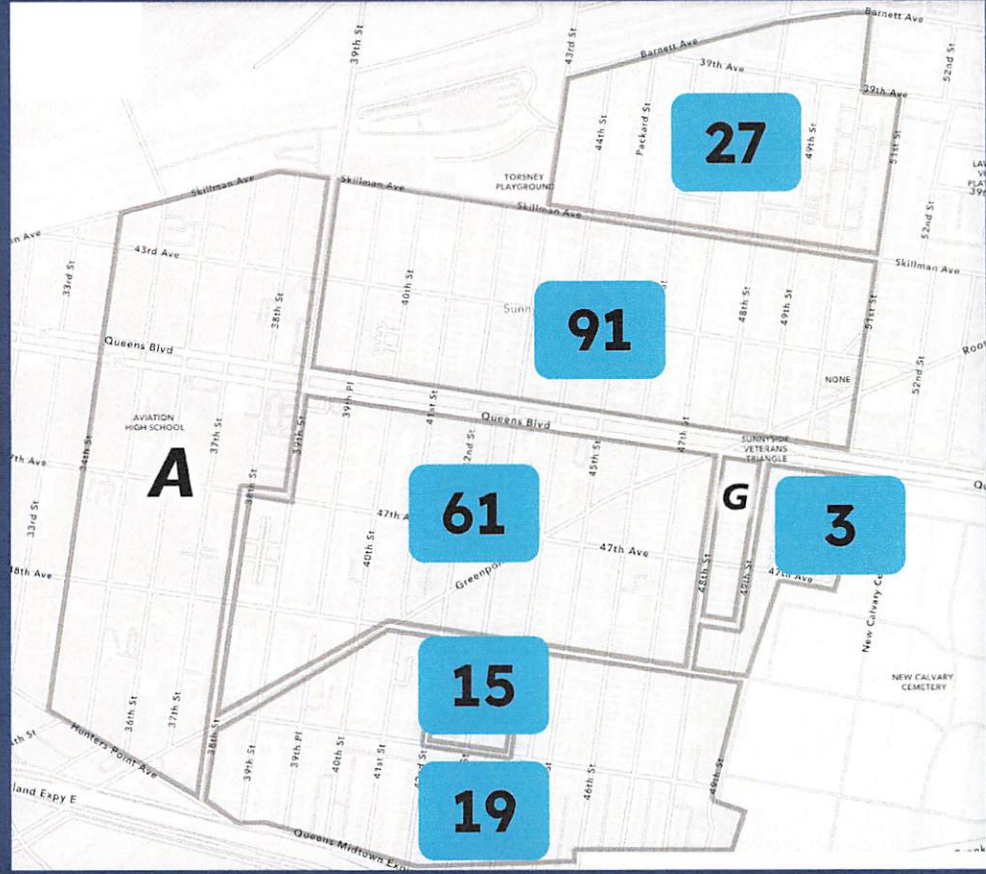 Barnett Ave
39th St
43rd St
Barnett Ave
39th Ave
52nd St
39th Ave
27
44th St
Packard St
49th St
51st St
TORSNEY
PLAYGROUND
Skillman Ave
Skillman Ave
Skillman Ave
52nd St
Skillman Ave
43rd Ave
33rd St
38th St
40th St
91
48th St
49th St
51st St
NONE
52nd St
Queens Blvd
39th Pl
41st St
Queens Blvd
AVIATION
HIGH SCHOOL
37th St
39th St
34th St
45th St
47th St
SUNNYSIDE
VETERANS
TRIANGLE
A
38th St
61
G
3
33rd St
40th St
47th Ave
48th St
49th St
47th Ave
NEW CALVARY
CEMETERY
15
36th St
37th St
38th St
39th St
39th Pl
40th St
41st St
46th St
49th St
Hunters Point Ave
19